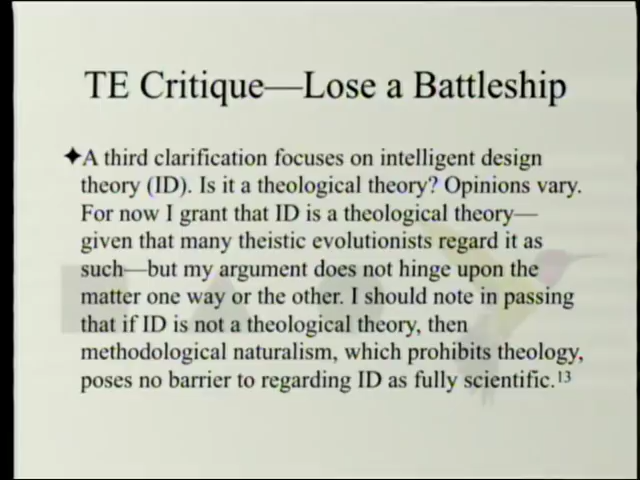 TE Critique—Lose a Battleship
✦A third clarification focuses on intelligent design
theory (ID). Is it a theological theory? Opinions vary.
For now I grant that ID is a theological theory—
given that many theistic evolutionists regard it as
such—but my argument does not hinge upon the
matter one way or the other. I should note in passing
that if ID is not a theological theory, then
methodological naturalism, which prohibits theology,
poses no barrier to regarding ID as fully scientific.13